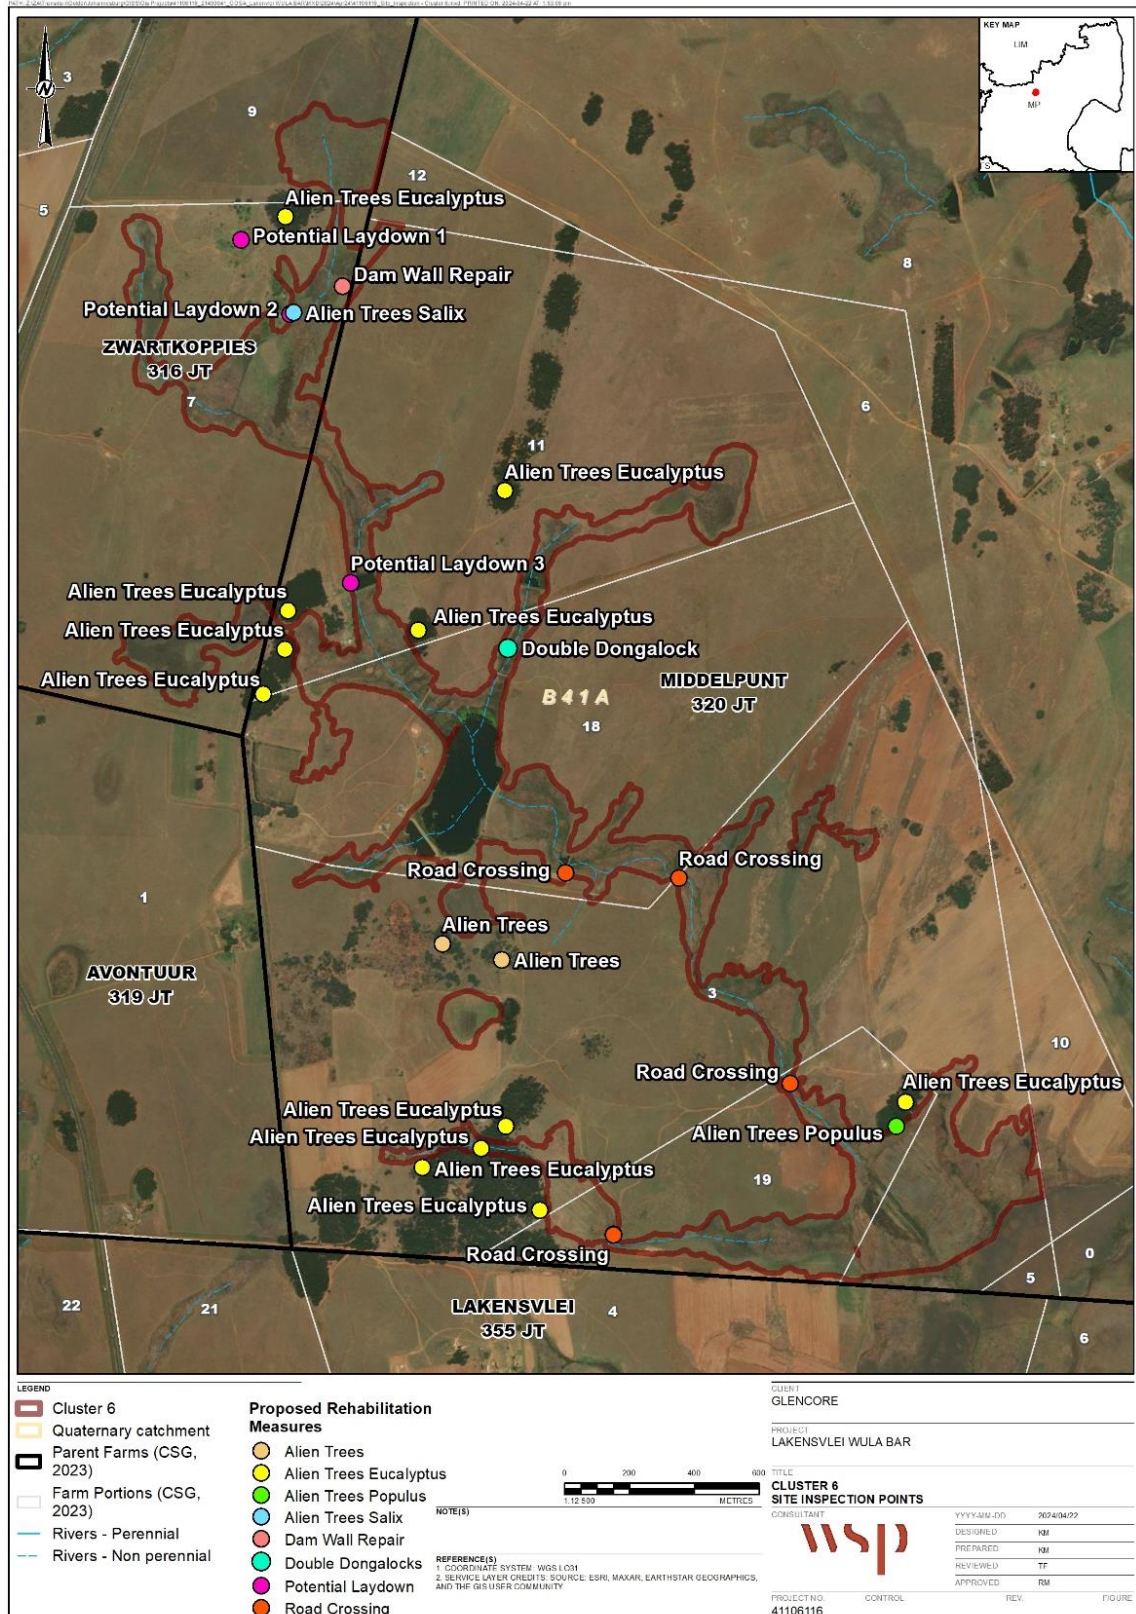 KEY MAP
LIM
MP
N
3
9
12
5
Alien Trees Eucalyptus
Potential Laydown 1
8
Dam Wall Repair
Potential Laydown 2
Alien Trees Salix
ZWARTKOPPIES
316 JT
7
6
11
Alien Trees Eucalyptus
Potential Laydown 3
Alien Trees Eucalyptus
Alien Trees Eucalyptus
Alien Trees Eucalyptus
Double Dongalock
Alien Trees Eucalyptus
MIDDELPUNT
320 JT
B41A
18
Road Crossing
Road Crossing
1
Alien Trees
Alien Trees
AVONTUUR
319 JT
3
10
Road Crossing
Alien Trees Eucalyptus
Alien Trees Eucalyptus
Alien Trees Populus
Alien Trees Eucalyptus
Alien Trees Eucalyptus
19
Alien Trees Eucalyptus
Road Crossing
0
5
22
21
LAKENSVLEI
355 JT
4
6
LEGEND
Cluster 6
Quaternary catchment
Parent Farms (CSG,
2023)
Farm Portions (CSG,
2023)
Rivers - Perennial
Rivers - Non perennial
Proposed Rehabilitation
Measures
Alien Trees
Alien Trees Eucalyptus
Alien Trees Populus
Alien Trees Salix
Dam Wall Repair
Double Dongalocks
Potential Laydown
Road Crossing
0 200 400 600
1:12 500 METRES
NOTE(S)
REFERENCE(S)
1. COORDINATE SYSTEM: WGS LO31
2. SERVICE LAYER CREDITS: SOURCE: ESRI, MAXAR, EARTHSTAR GEOGRAPHICS,
AND THE GIS USER COMMUNITY
CLIENT
GLENCORE
PROJECT
LAKENSVLEI WULA BAR
TITLE
CLUSTER 6
SITE INSPECTION POINTS
CONSULTANT
wsp
YYYY-MM-DD 2024/04/22
DESIGNED KM
PREPARED KM
REVIEWED TF
APPROVED RM
PROJECT NO. CONTROL REV. FIGURE
41106116